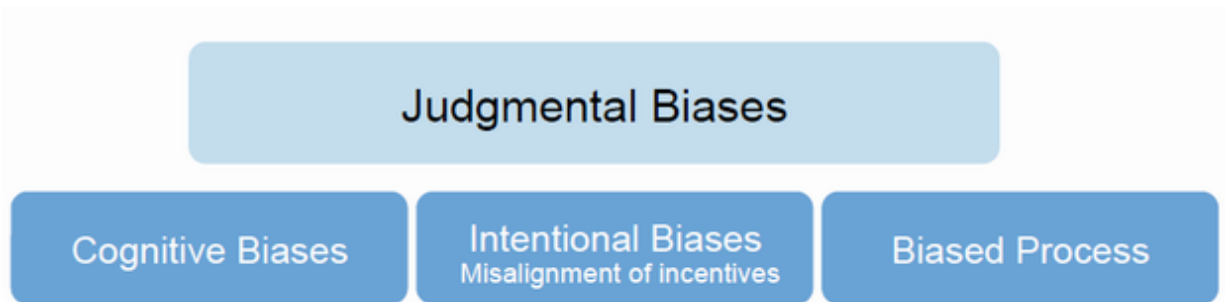 Judgmental Biases
Cognitive Biases
Intentional Biases
Misalignment of incentives
Biased Process